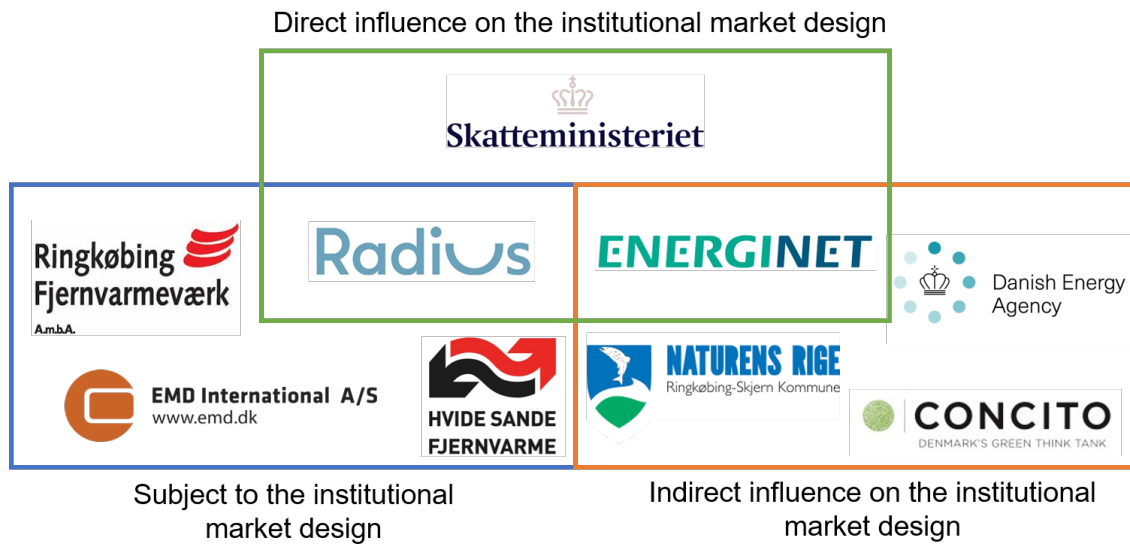 Direct influence on the institutional market design
Skatteministeriet
Ringkøbing
Fjernvarmeværk
A.m.b.A.
Radius
ENERGINET
Danish Energy
Agency
EMD International A/S
www.emd.dk
HVIDE SANDE
FJERNVARME
NATURENS RIGE
Ringkøbing-Skjern Kommune
CONCITO
DENMARK'S GREEN THINK TANK
Subject to the institutional
market design
Indirect influence on the institutional
market design